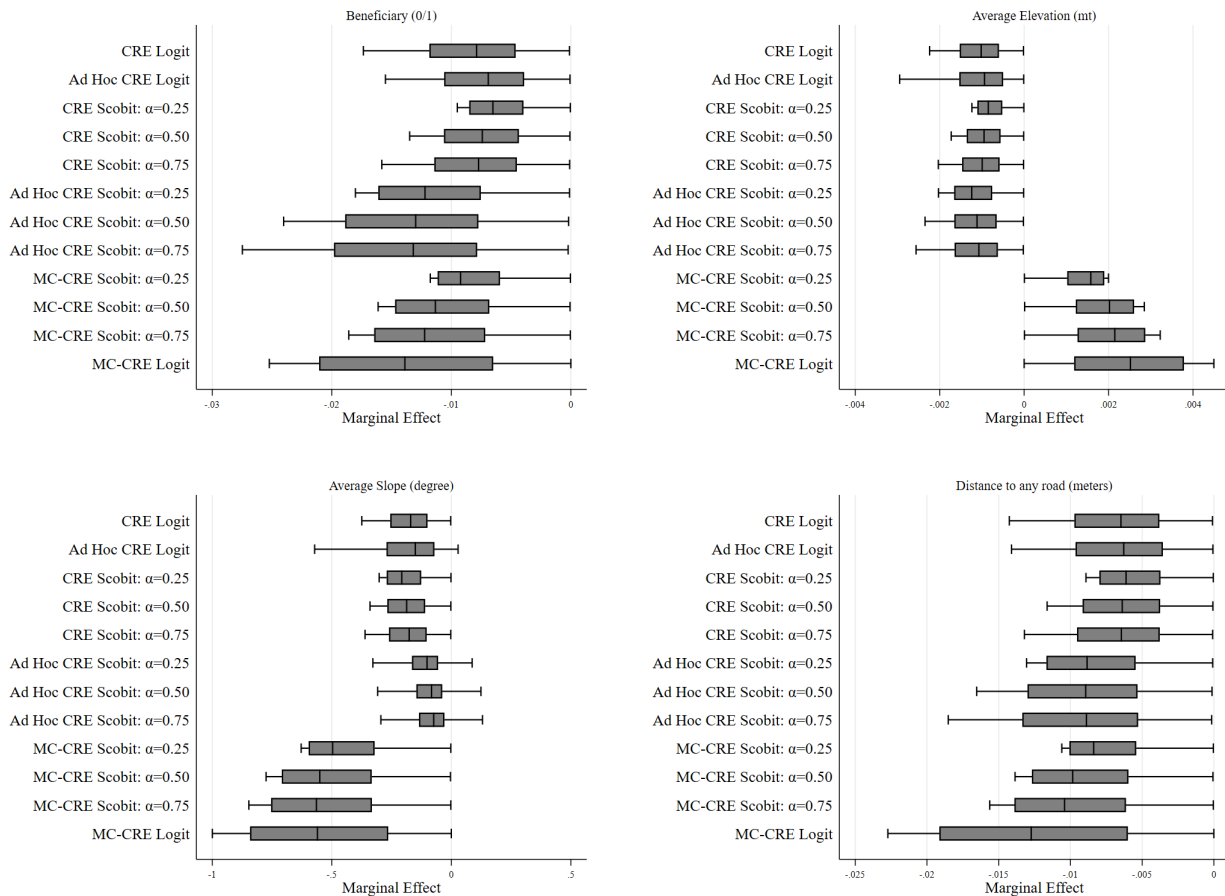 Beneficiary (0/1)
CRE Logit
Ad Hoc CRE Logit
CRE Scobit: α=0.25
CRE Scobit: α=0.50
CRE Scobit: α=0.75
Ad Hoc CRE Scobit: α=0.25
Ad Hoc CRE Scobit: α=0.50
Ad Hoc CRE Scobit: α=0.75
MC-CRE Scobit: α=0.25
MC-CRE Scobit: α=0.50
MC-CRE Scobit: α=0.75
MC-CRE Logit
-.03 -.02 -.01 0
Marginal Effect
Average Elevation (mt)
CRE Logit
Ad Hoc CRE Logit
CRE Scobit: α=0.25
CRE Scobit: α=0.50
CRE Scobit: α=0.75
Ad Hoc CRE Scobit: α=0.25
Ad Hoc CRE Scobit: α=0.50
Ad Hoc CRE Scobit: α=0.75
MC-CRE Scobit: α=0.25
MC-CRE Scobit: α=0.50
MC-CRE Scobit: α=0.75
MC-CRE Logit
-.004 -.002 0 .002 .004
Marginal Effect
Average Slope (degree)
CRE Logit
Ad Hoc CRE Logit
CRE Scobit: α=0.25
CRE Scobit: α=0.50
CRE Scobit: α=0.75
Ad Hoc CRE Scobit: α=0.25
Ad Hoc CRE Scobit: α=0.50
Ad Hoc CRE Scobit: α=0.75
MC-CRE Scobit: α=0.25
MC-CRE Scobit: α=0.50
MC-CRE Scobit: α=0.75
MC-CRE Logit
-1 -.5 0 .5
Marginal Effect
Distance to any road (meters)
CRE Logit
Ad Hoc CRE Logit
CRE Scobit: α=0.25
CRE Scobit: α=0.50
CRE Scobit: α=0.75
Ad Hoc CRE Scobit: α=0.25
Ad Hoc CRE Scobit: α=0.50
Ad Hoc CRE Scobit: α=0.75
MC-CRE Scobit: α=0.25
MC-CRE Scobit: α=0.50
MC-CRE Scobit: α=0.75
MC-CRE Logit
-.025 -.02 -.015 -.01 -.005 0
Marginal Effect